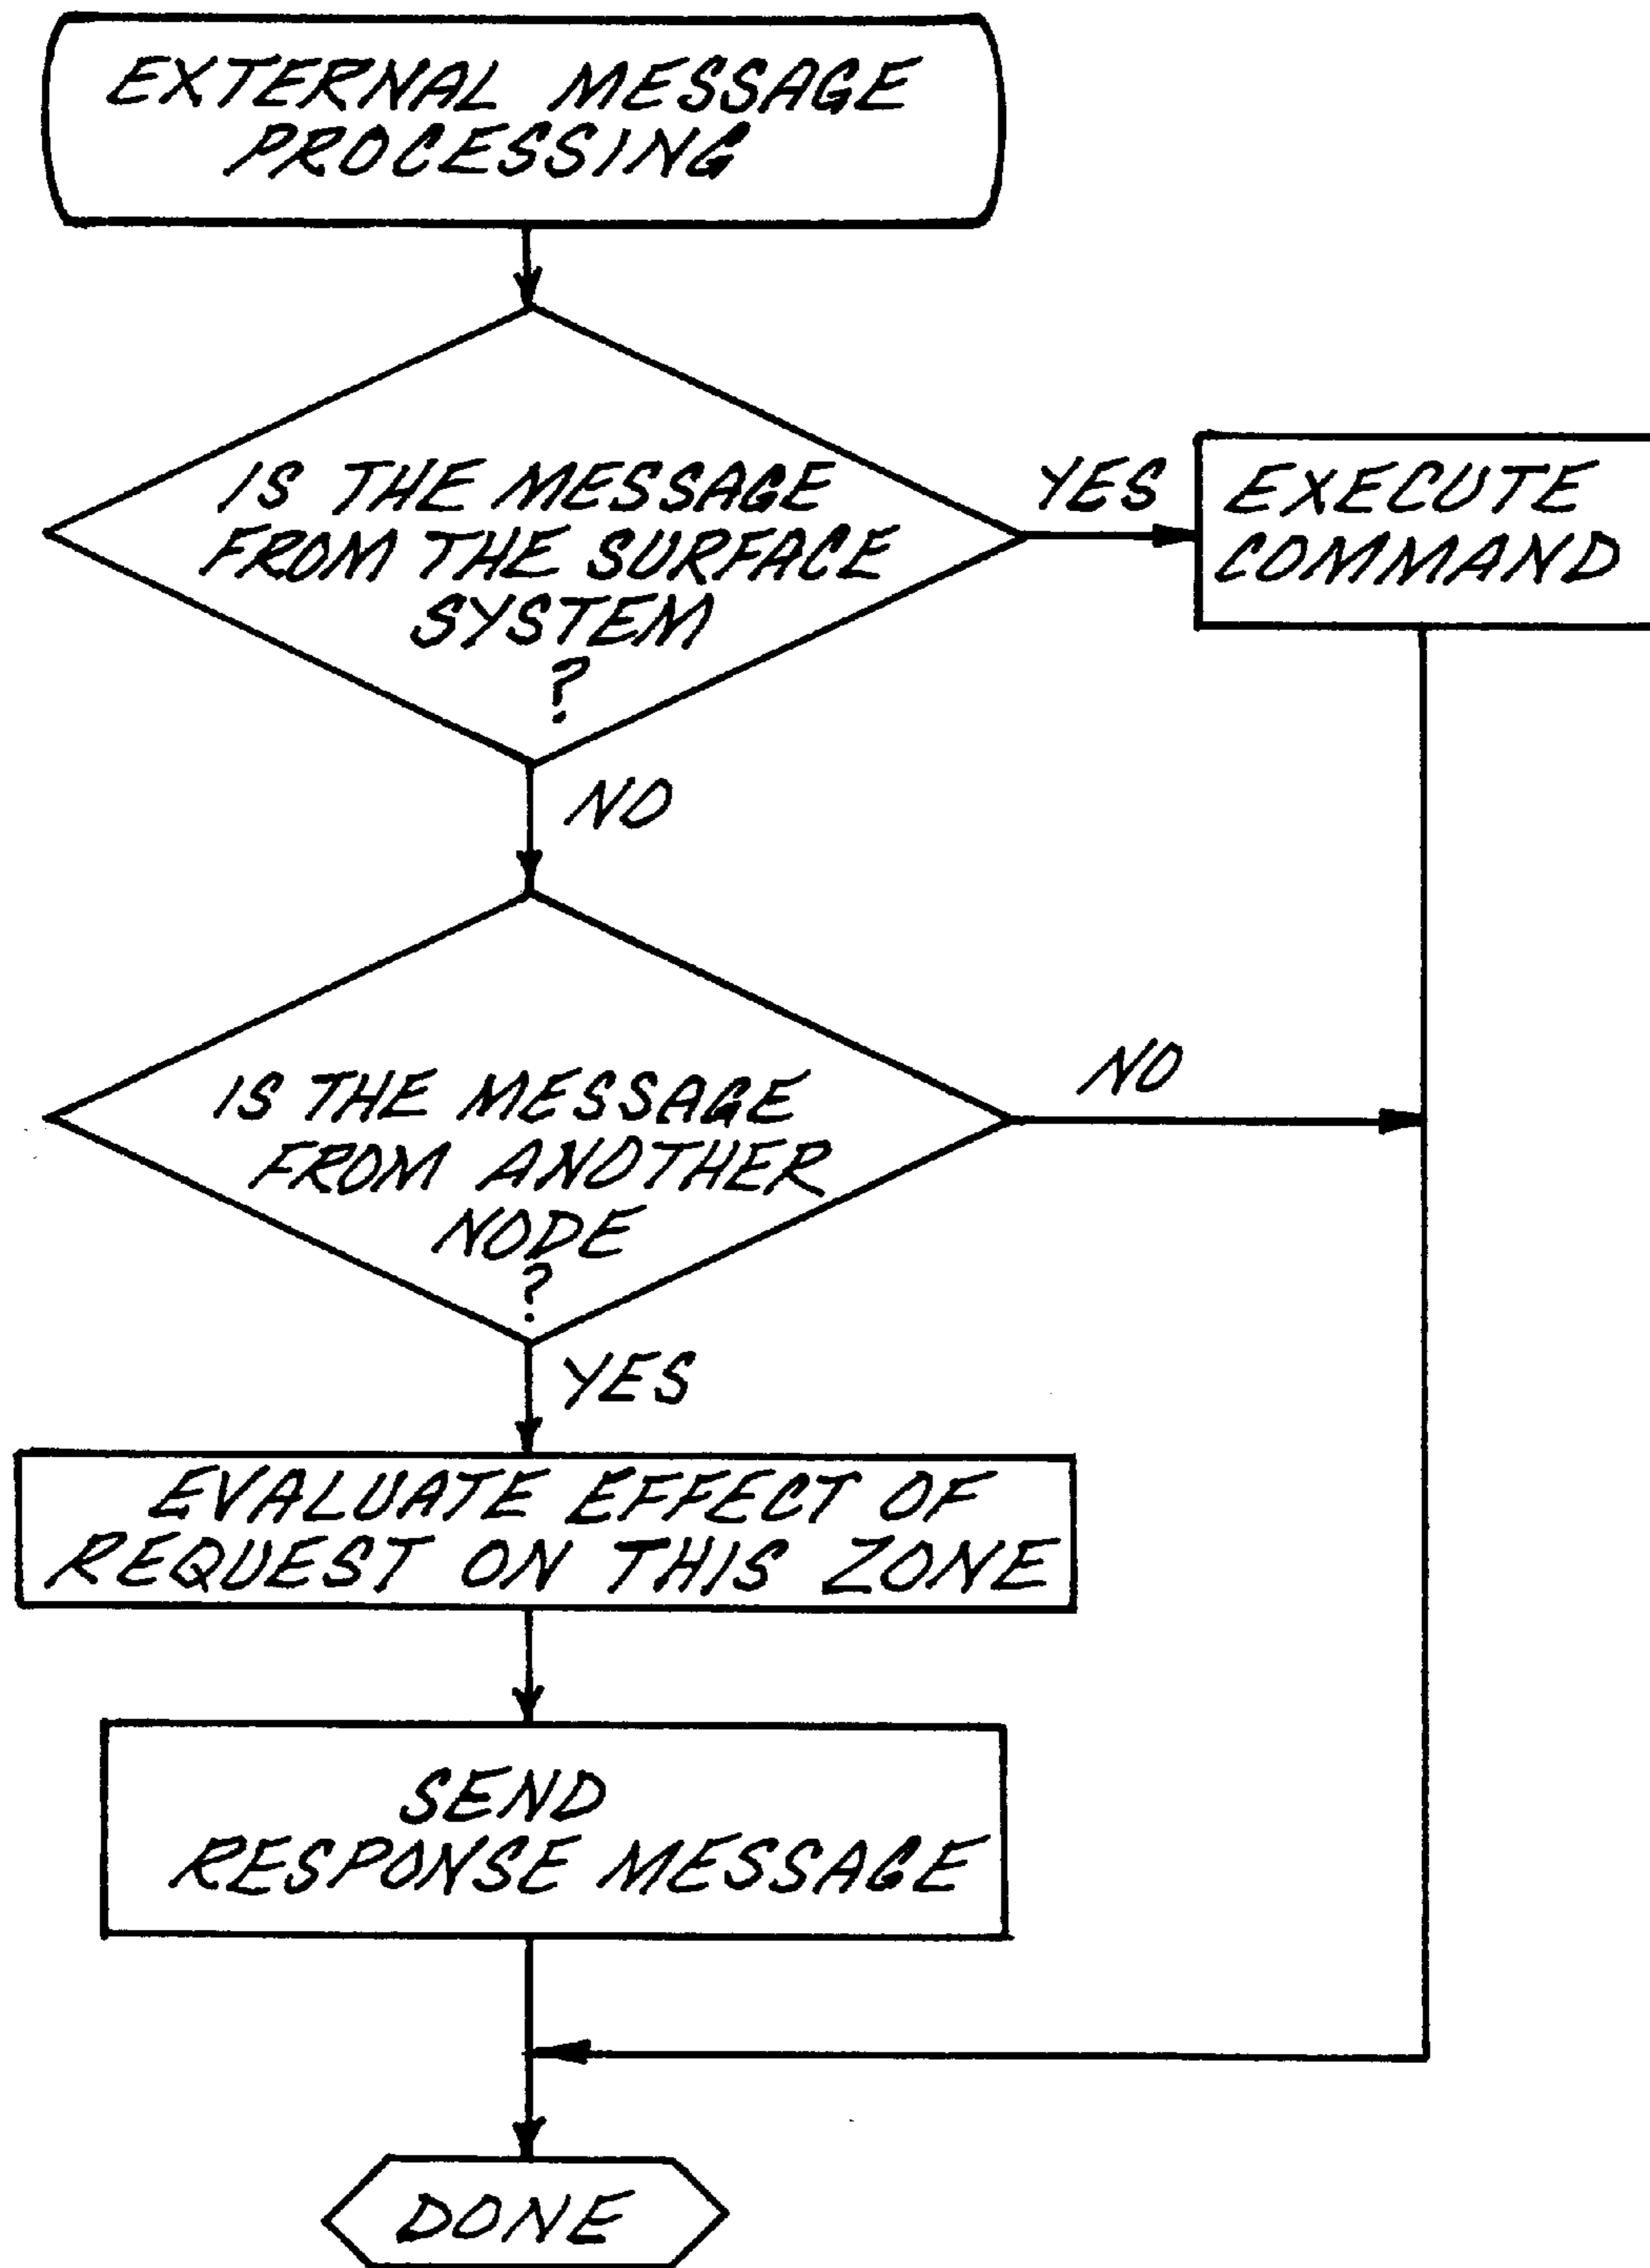 EXTERNAL MESSAGE
PROCESSING
IS THE MESSAGE
FROM THE SURFACE
SYSTEM
?
YES
EXECUTE
COMMAND
NO
IS THE MESSAGE
FROM ANOTHER
NODE
?
NO
YES
EVALUATE EFFECT OF
REQUEST ON THIS ZONE
SEND
RESPONSE MESSAGE
DONE